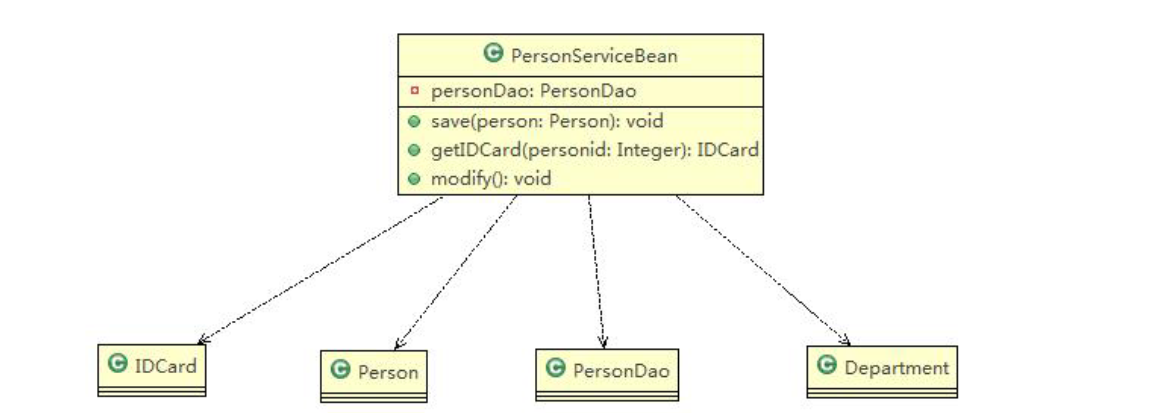 C PersonServiceBean
personDao: PersonDao
save(person: Person): void
getIDCard(personid: Integer): IDCard
modify(): void
C IDCard
C Person
C PersonDao
C Department